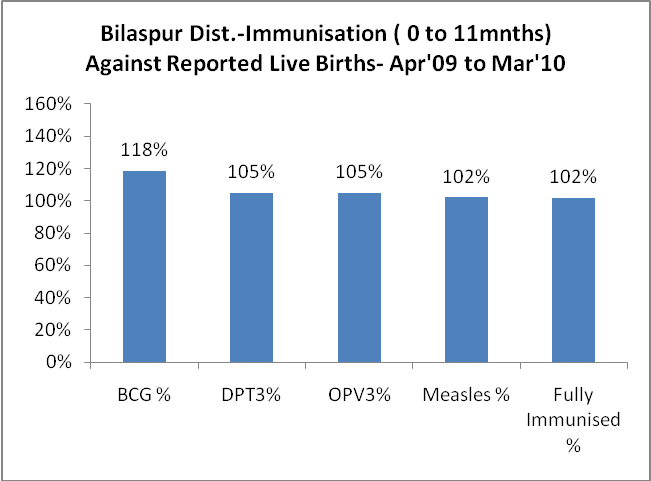 Bilaspur Dist.-Immunisation ( 0 to 11mnths)
Against Reported Live Births- Apr'09 to Mar'10
160%
140%
120%
100%
80%
60%
40%
20%
0%
118%
105%
105%
102%
102%
BCG %
DPT3%
OPV3%
Measles %
Fully
Immunised
%